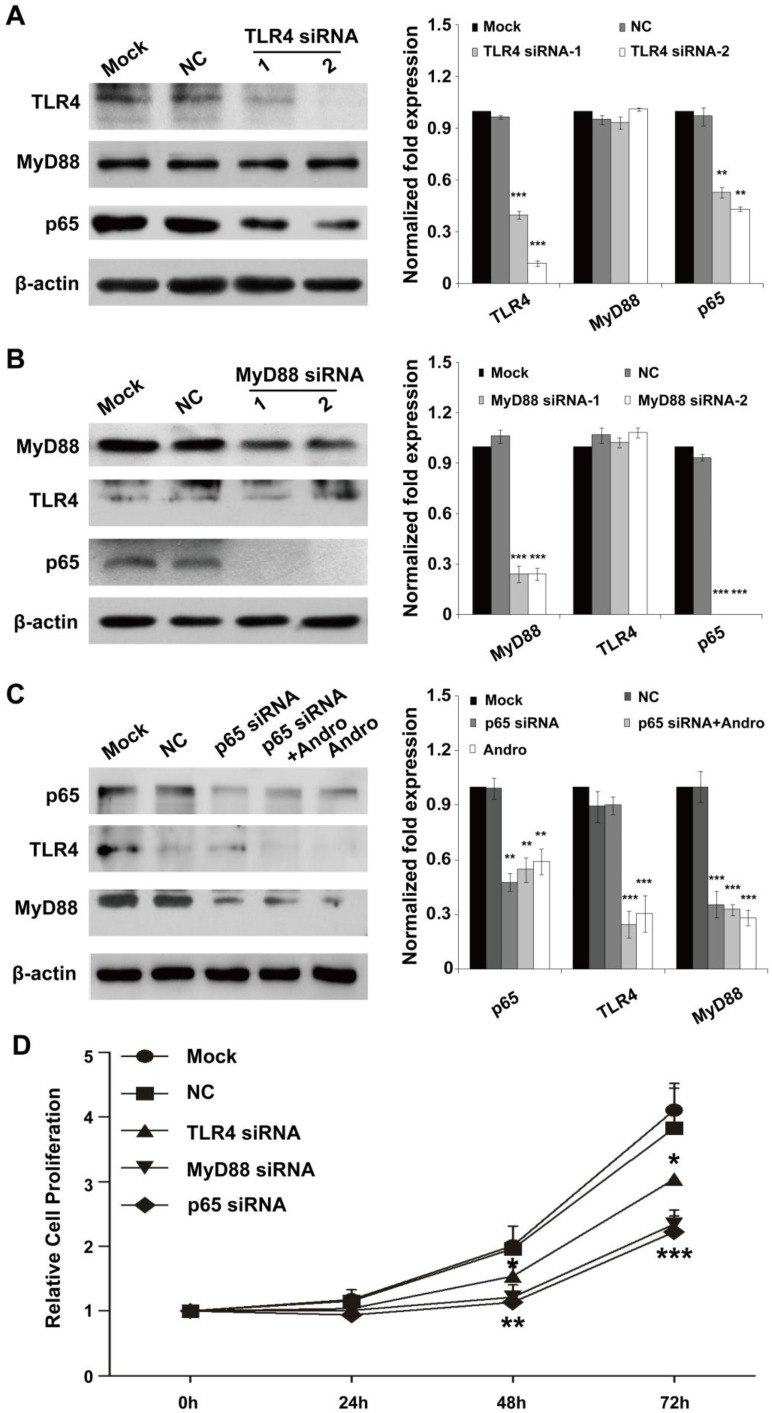 A
Mock
NC
TLR4 siRNA
1
2
TLR4
MyD88
p65
β-actin
Normalized fold expression
Mock
NC
TLR4 siRNA-1
TLR4 siRNA-2
1.5
1.2
0.9
0.6
0.3
0
***
***
**
**
TLR4
MyD88
p65
B
Mock
NC
MyD88 siRNA
1
2
MyD88
TLR4
p65
β-actin
Normalized fold expression
Mock
NC
MyD88 siRNA-1
MyD88 siRNA-2
1.5
1.2
0.9
0.6
0.3
0
*** ***
*** ***
MyD88
TLR4
p65
C
Mock
NC
p65 siRNA
p65 siRNA
+Andro
Andro
p65
TLR4
MyD88
β-actin
Normalized fold expression
Mock
NC
p65 siRNA
p65 siRNA+Andro
Andro
1.5
1.2
0.9
0.6
0.3
0
**
**
**
***
***
***
***
***
p65
TLR4
MyD88
D
Relative Cell Proliferation
5
4
3
2
1
0
Mock
NC
TLR4 siRNA
MyD88 siRNA
p65 siRNA
*
**
*
***
0h
24h
48h
72h